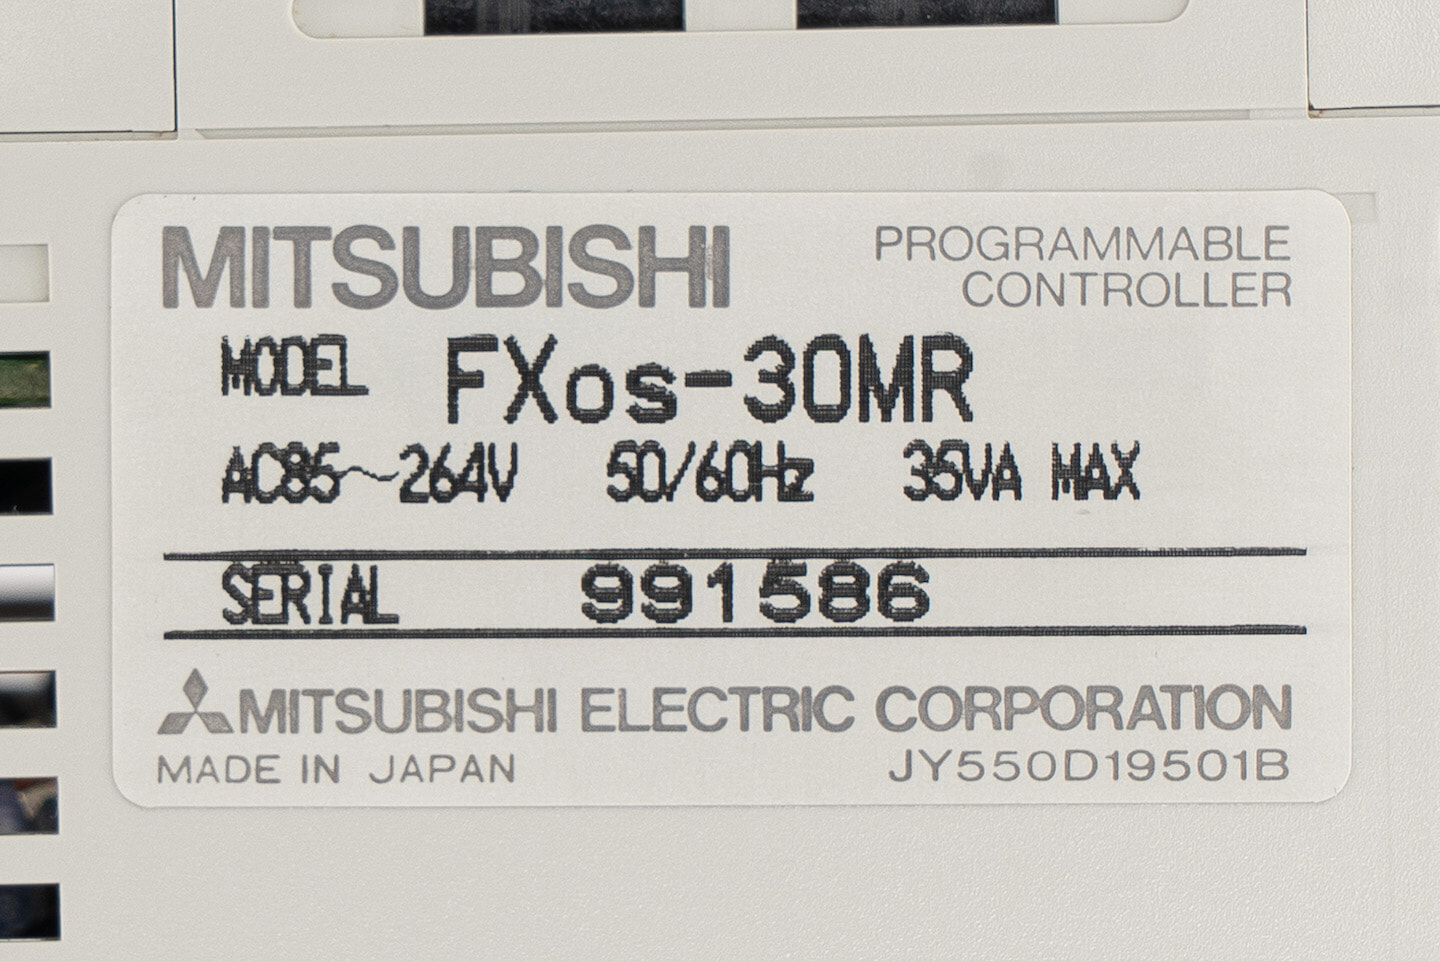 MITSUBISHI
PROGRAMMABLE
CONTROLLER
MODEL FXos-30MR
AC85~264V 50/60Hz 35VA MAX
SERIAL 991586
MITSUBISHI ELECTRIC CORPORATION
MADE IN JAPAN JY550D19501B